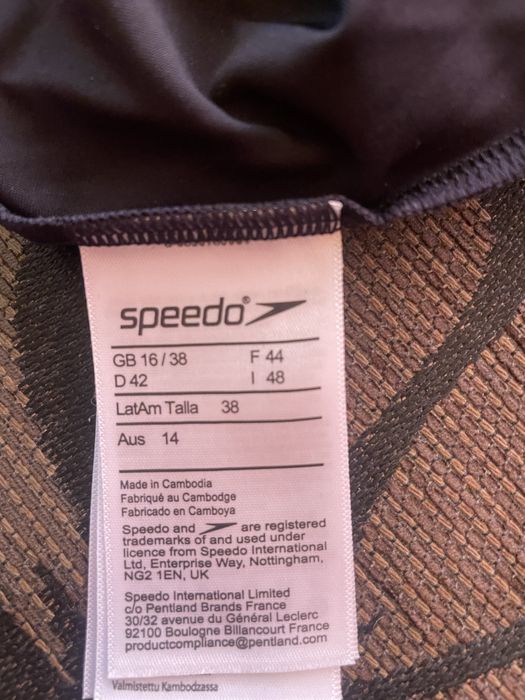 speedo®
GB 16 / 38 F 44
D 42 I 48
LatAm Talla 38
Aus 14
Made in Cambodia
Fabriqué au Cambodge
Fabricado en Camboya
Speedo and are registered
trademarks of and used under
licence from Speedo International
Ltd, Enterprise Way, Nottingham,
NG2 1EN, UK
Speedo International Limited
c/o Pentland Brands France
30/32 avenue du Général Leclerc
92100 Boulogne Billancourt France
productcompliance@pentland.com
Valmistettu Kambodzassa